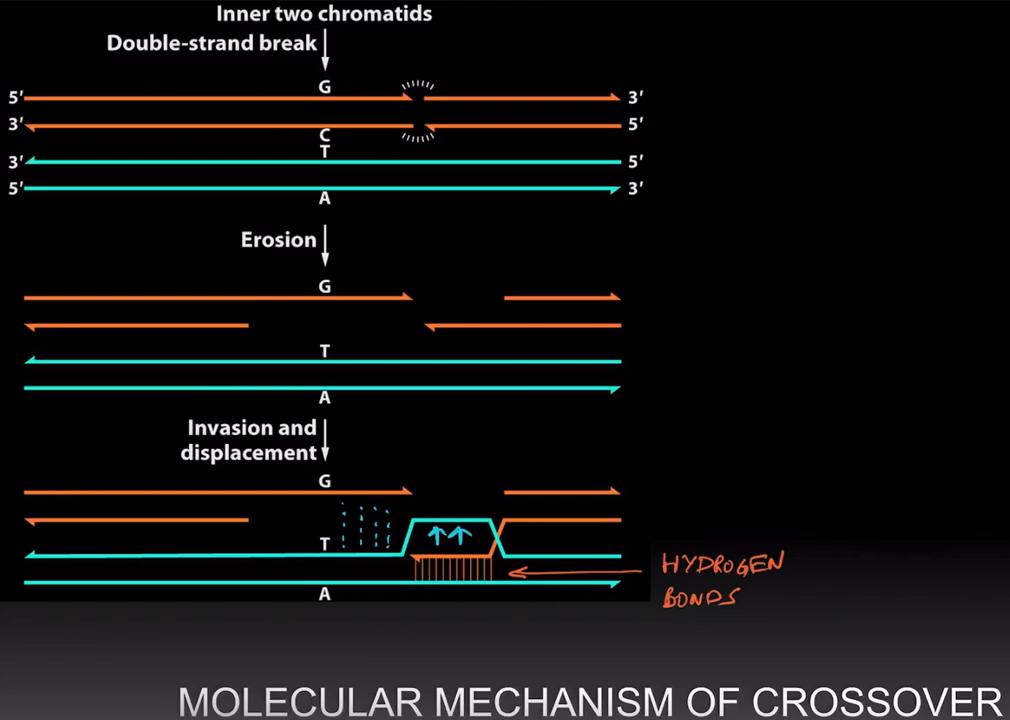 Inner two chromatids
Double-strand break
G
5′ 3′
3′ 5′
C
T
3′ 5′
5′ 3′
A
Erosion
G
T
A
Invasion and
displacement
G
T
A
HYDROGEN
BONDS
MOLECULAR MECHANISM OF CROSSOVER